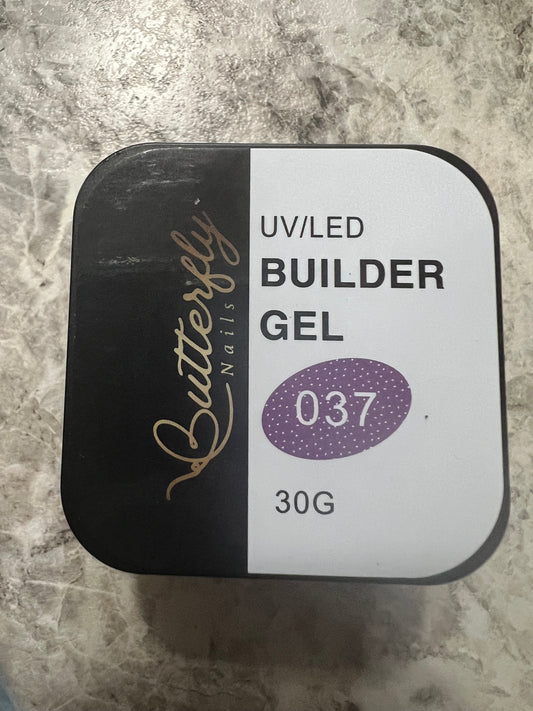 Butterfly
Nails
UV/LED
BUILDER
GEL
037
30G